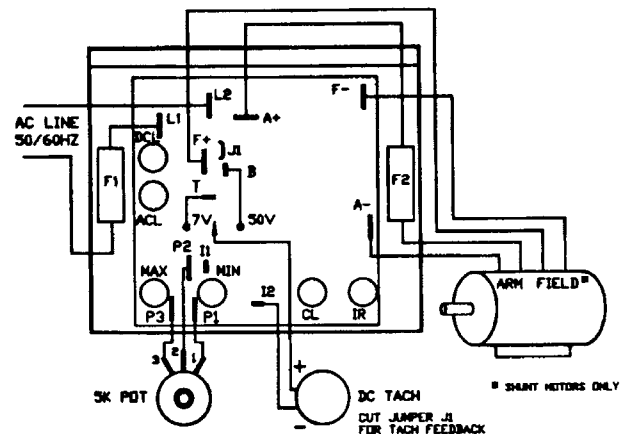 L2
A+
F-
AC LINE
50/60HZ
L1
DCL
F+
J1
B
F1
F2
T
ACL
7V
50V
A-
P2
I1
MAX
MIN
I2
ARM FIELD*
P3
P1
CL
IR
3
2
1
5K POT
+
-
DC TACH
CUT JUMPER J1
FOR TACH FEEDBACK
* SHUNT MOTORS ONLY